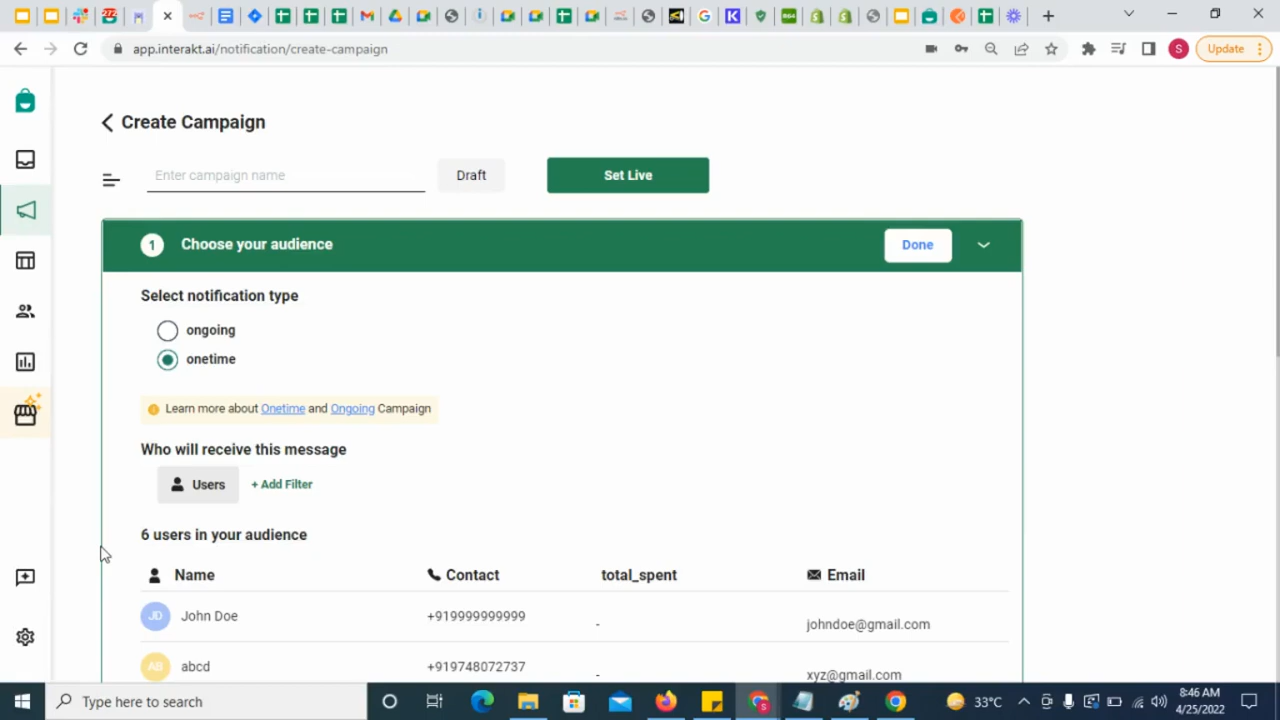 272
RG4
app.interakt.ai/notification/create-campaign
S
Update
Create Campaign
Enter campaign name
Draft
Set Live
1
Choose your audience
Done
Select notification type
ongoing
onetime
Learn more about Onetime and Ongoing Campaign
Who will receive this message
Users
+ Add Filter
6 users in your audience
Name Contact total_spent Email
JD John Doe +919999999999 - johndoe@gmail.com
AB abcd +919748072737 - xyz@gmail.com
Type here to search
33°C
8:46 AM
4/25/2022